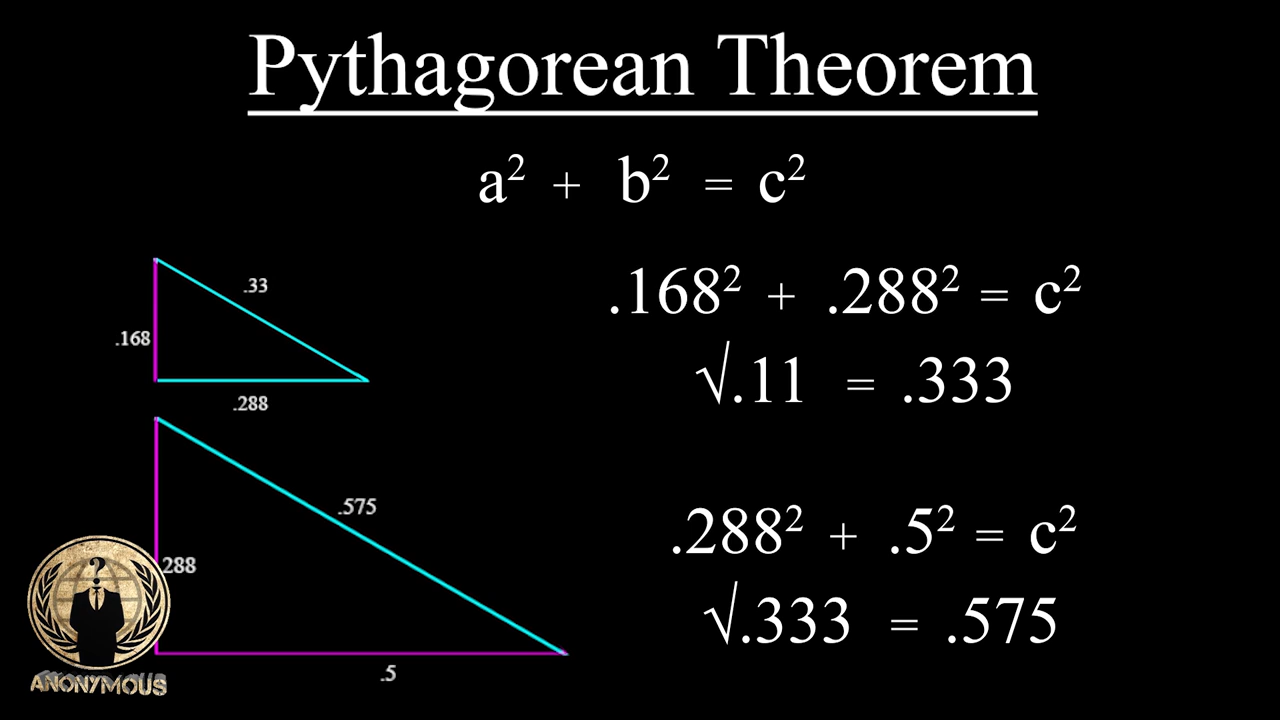 Pythagorean Theorem
a² + b² = c²
.33
.168
.288
.168² + .288² = c²
√.11 = .333
.575
288
.5
.288² + .5² = c²
√.333 = .575
?
ANONYMOUS